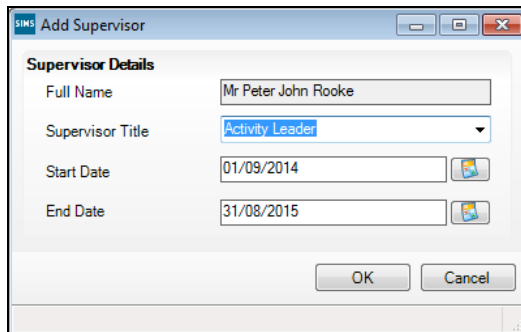 SIMS Add Supervisor
Supervisor Details
Full Name Mr Peter John Rooke
Supervisor Title Activity Leader
Start Date 01/09/2014
End Date 31/08/2015
OK Cancel